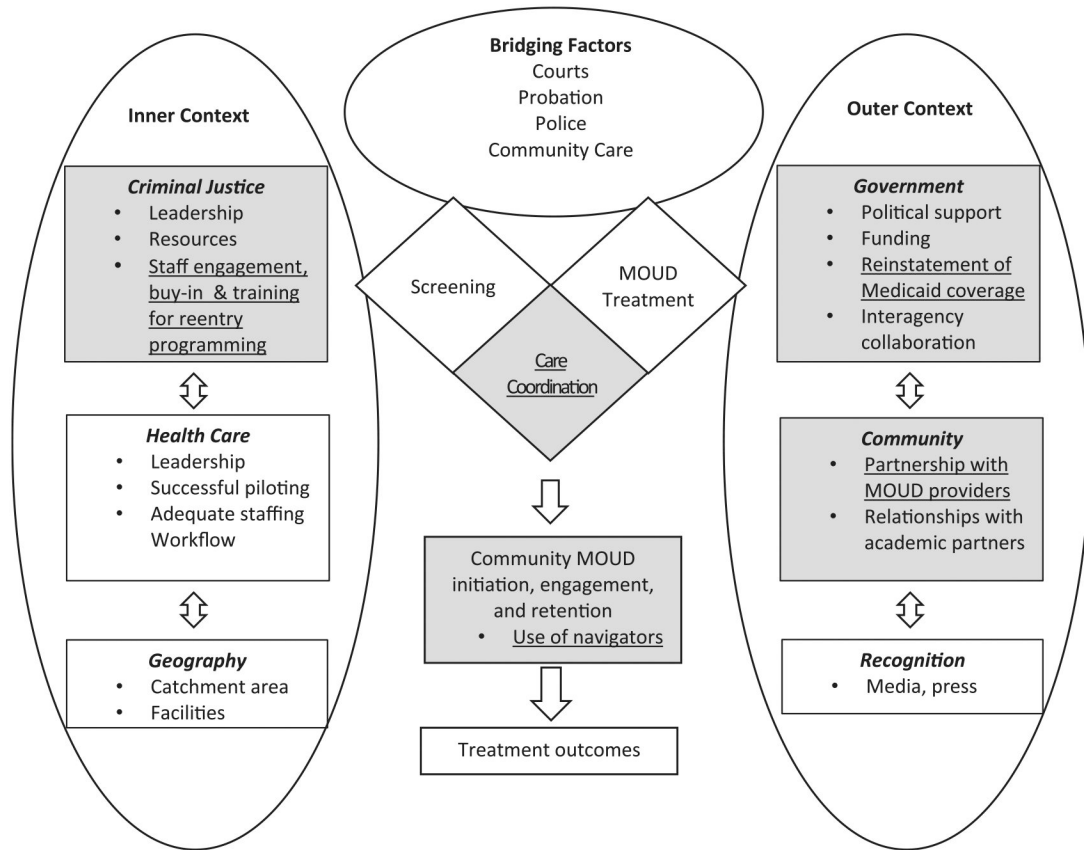 Bridging Factors
Courts
Probation
Police
Community Care
Inner Context
Criminal Justice
• Leadership
• Resources
• Staff engagement,
buy-in & training
for reentry
programming
Health Care
• Leadership
• Successful piloting
• Adequate staffing
Workflow
Geography
• Catchment area
• Facilities
Screening
MOUD
Treatment
Care
Coordination
Community MOUD
initiation, engagement,
and retention
• Use of navigators
Treatment outcomes
Outer Context
Government
• Political support
• Funding
• Reinstatement of
Medicaid coverage
• Interagency
collaboration
Community
• Partnership with
MOUD providers
• Relationships with
academic partners
Recognition
• Media, press